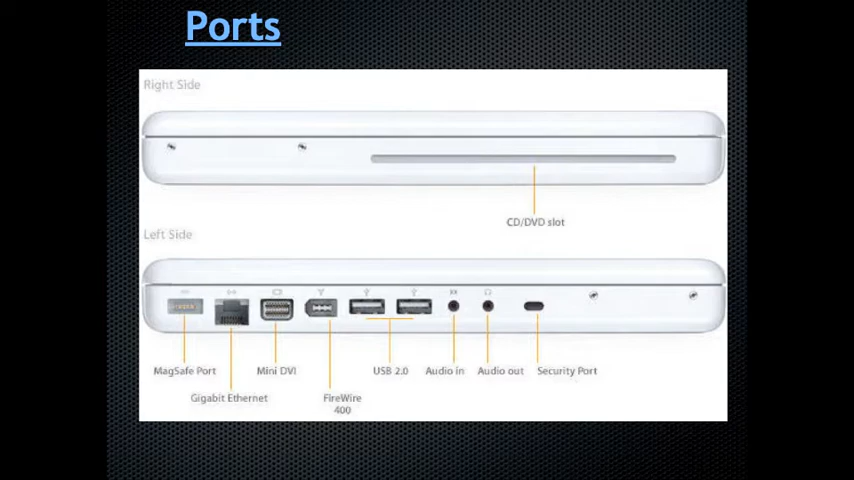 Ports
Right Side
CD/DVD slot
Left Side
MagSafe Port
Gigabit Ethernet
Mini DVI
FireWire
400
USB 2.0
Audio in
Audio out
Security Port